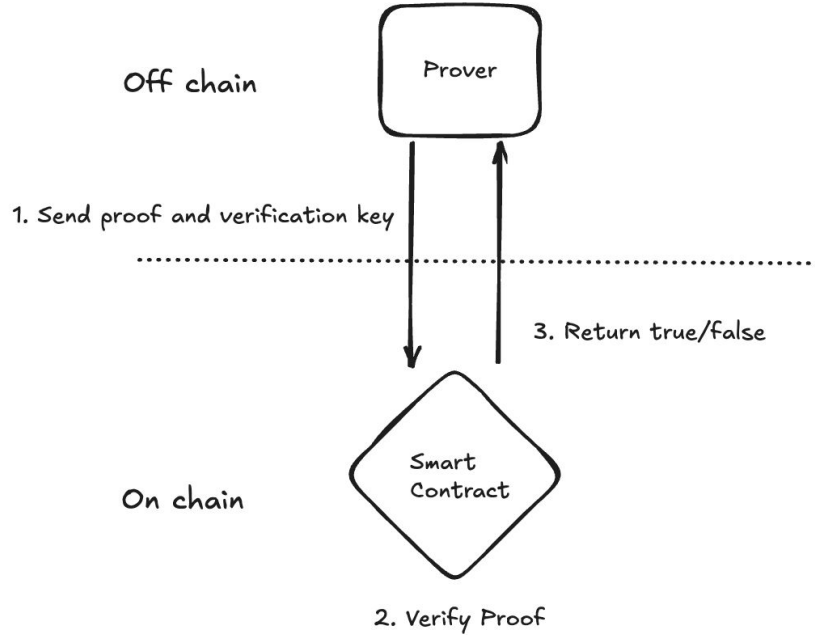 Prover
Off chain
1. Send proof and verification key
3. Return true/false
Smart
Contract
On chain
2. Verify Proof